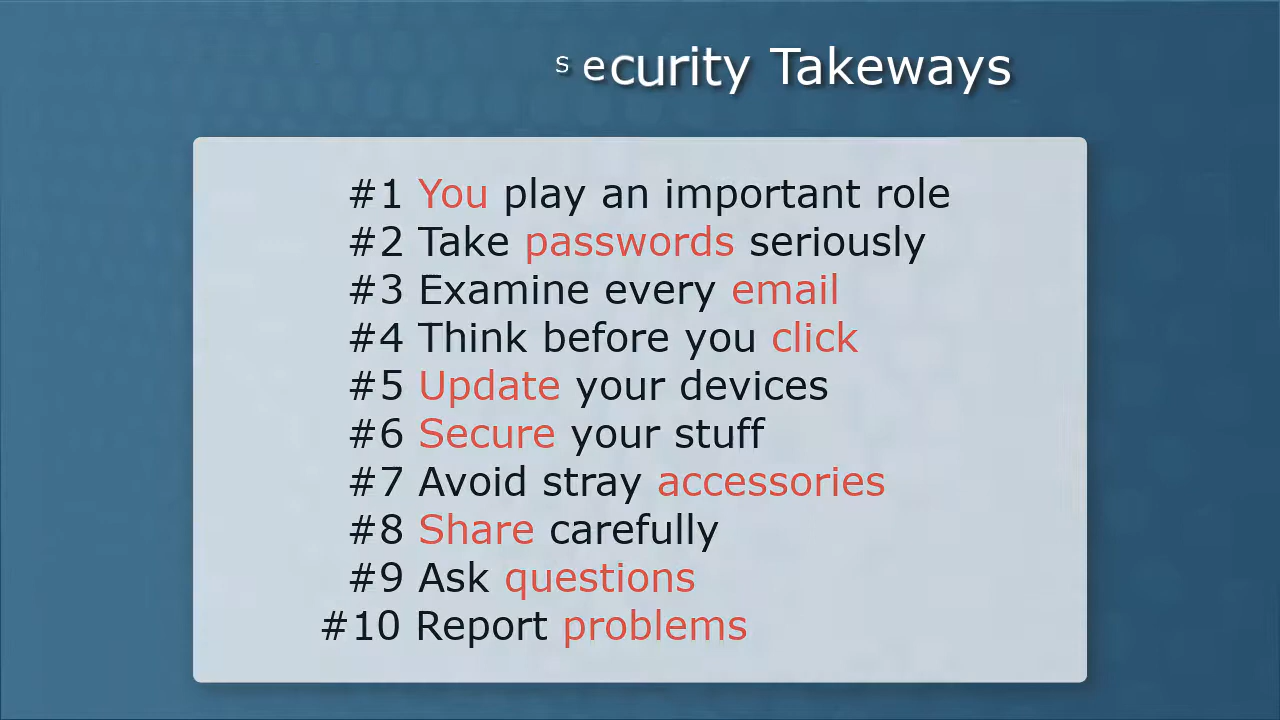 security Takeways
#1 You play an important role
#2 Take passwords seriously
#3 Examine every email
#4 Think before you click
#5 Update your devices
#6 Secure your stuff
#7 Avoid stray accessories
#8 Share carefully
#9 Ask questions
#10 Report problems